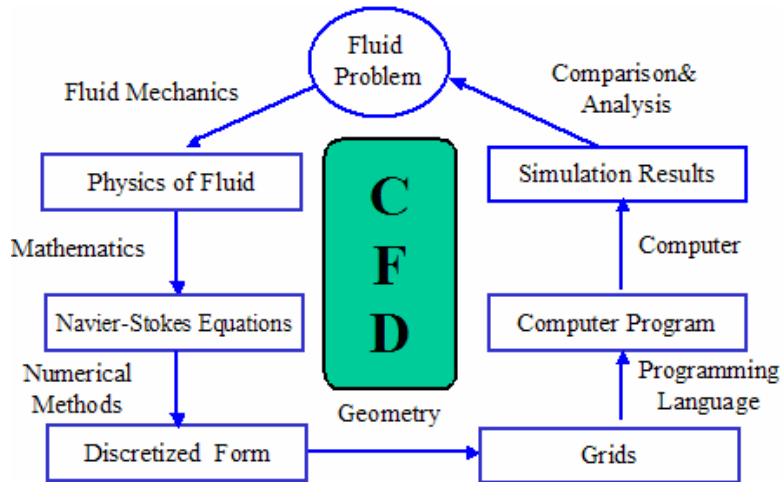 Fluid
Problem
Fluid Mechanics
Comparison&
Analysis
Physics of Fluid
Simulation Results
C
F
D
Mathematics
Computer
Navier-Stokes Equations
Computer Program
Numerical
Methods
Programming
Language
Geometry
Discretized Form
Grids